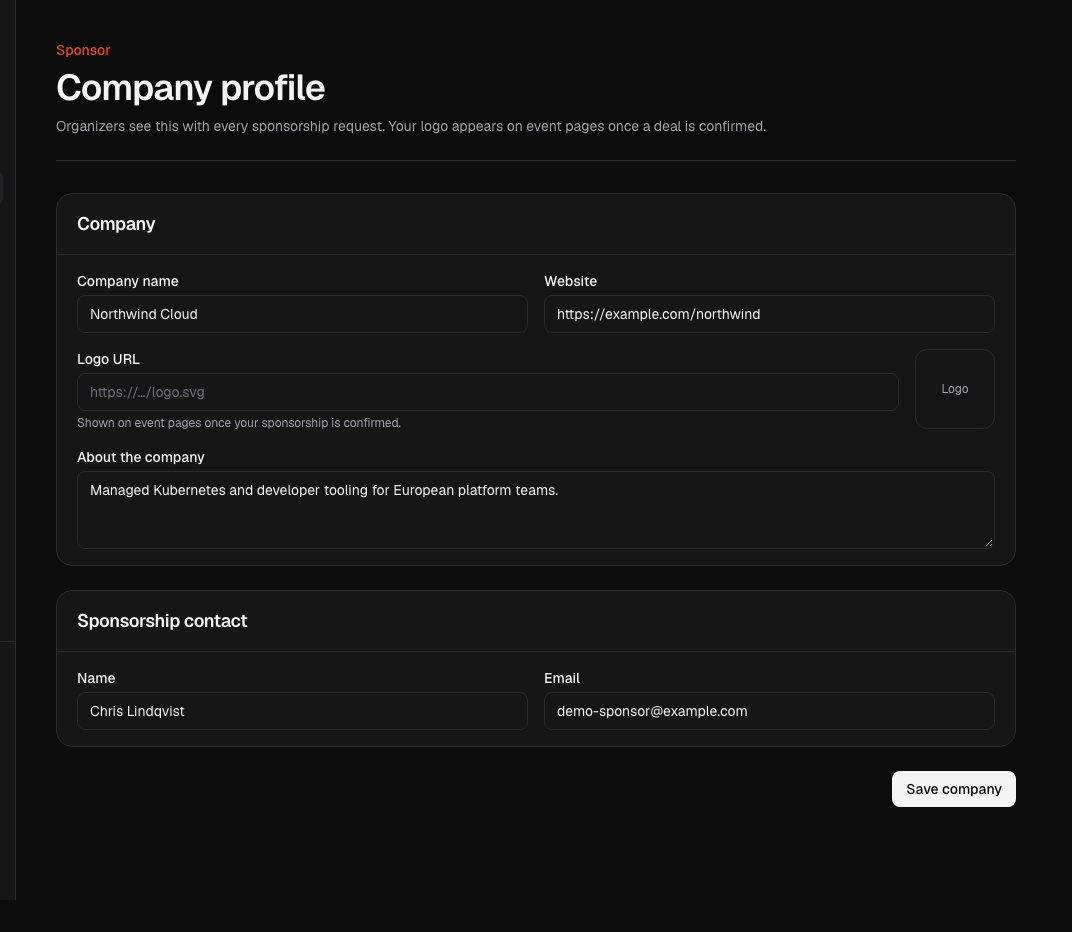 Sponsor
Company profile
Organizers see this with every sponsorship request. Your logo appears on event pages once a deal is confirmed.
Company
Company name
Website
Northwind Cloud
https://example.com/northwind
Logo URL
https://…/logo.svg
Logo
Shown on event pages once your sponsorship is confirmed.
About the company
Managed Kubernetes and developer tooling for European platform teams.
Sponsorship contact
Name
Email
Chris Lindqvist
demo-sponsor@example.com
Save company